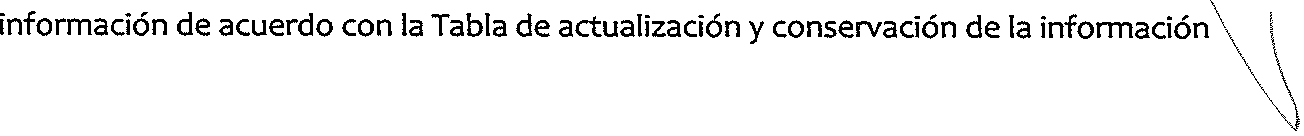 información de acuerdo con la Tabla de actualización y conservación de la información